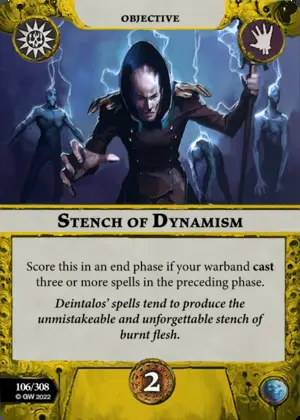 OBJECTIVE
STENCH OF DYNAMISM
Score this in an end phase if your warband cast
three or more spells in the preceding phase.
Deintalos' spells tend to produce the
unmistakeable and unforgettable stench of
burnt flesh.
106/308
© GW 2022
2